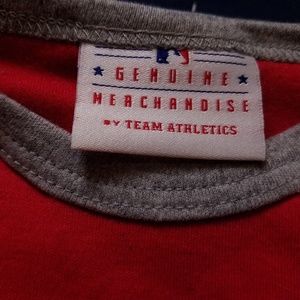 GENUINE
MERCHANDISE
BY TEAM ATHLETICS